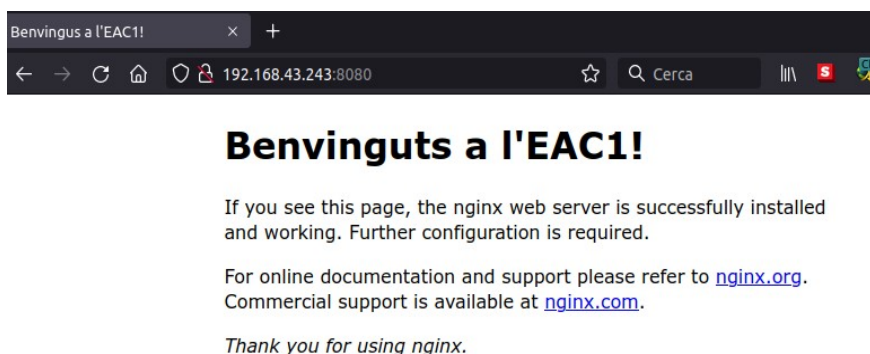 Benvingus a l'EAC1!
192.168.43.243:8080
Cerca
S
Benvinguts a l'EAC1!
If you see this page, the nginx web server is successfully installed
and working. Further configuration is required.
For online documentation and support please refer to nginx.org.
Commercial support is available at nginx.com.
Thank you for using nginx.